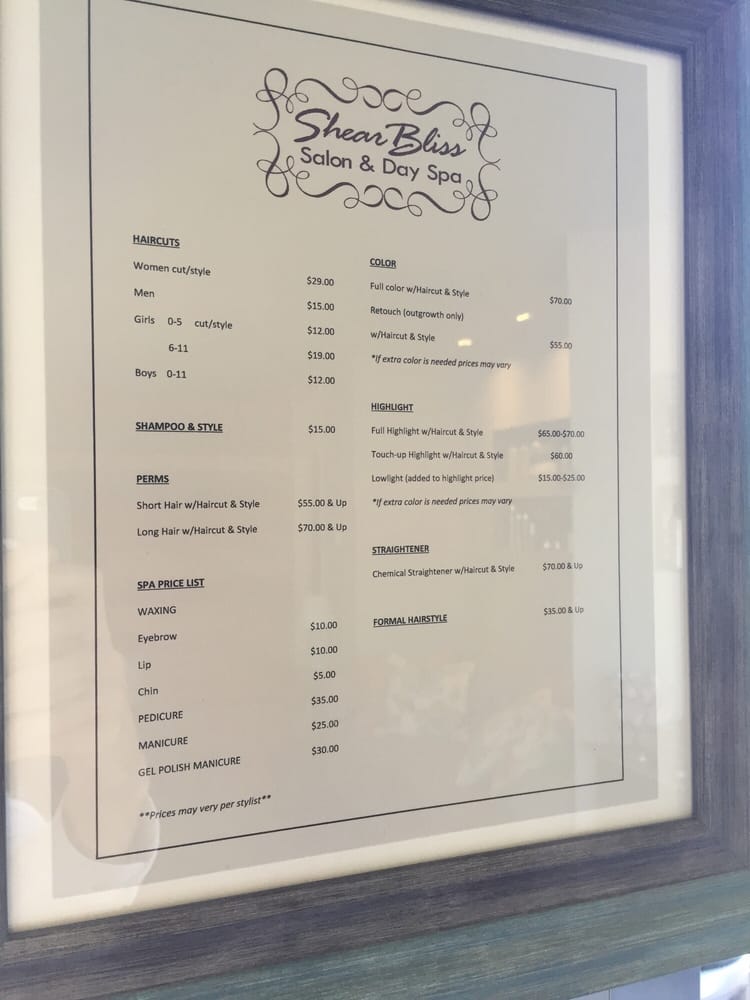 Shear Bliss
Salon & Day Spa
HAIRCUTS
Women cut/style $29.00
Men $15.00
Girls 0-5 cut/style $12.00
6-11 $19.00
Boys 0-11 $12.00
SHAMPOO & STYLE $15.00
PERMS
Short Hair w/Haircut & Style $55.00 & Up
Long Hair w/Haircut & Style $70.00 & Up
SPA PRICE LIST
WAXING
Eyebrow $10.00
Lip $10.00
Chin $5.00
PEDICURE $35.00
MANICURE $25.00
GEL POLISH MANICURE $30.00
**Prices may very per stylist**
COLOR
Full color w/Haircut & Style $70.00
Retouch (outgrowth only)
w/Haircut & Style $55.00
*If extra color is needed prices may vary
HIGHLIGHT
Full Highlight w/Haircut & Style $65.00-$70.00
Touch-up Highlight w/Haircut & Style $60.00
Lowlight (added to highlight price) $15.00-$25.00
*If extra color is needed prices may vary
STRAIGHTENER
Chemical Straightener w/Haircut & Style $70.00 & Up
FORMAL HAIRSTYLE $35.00 & Up